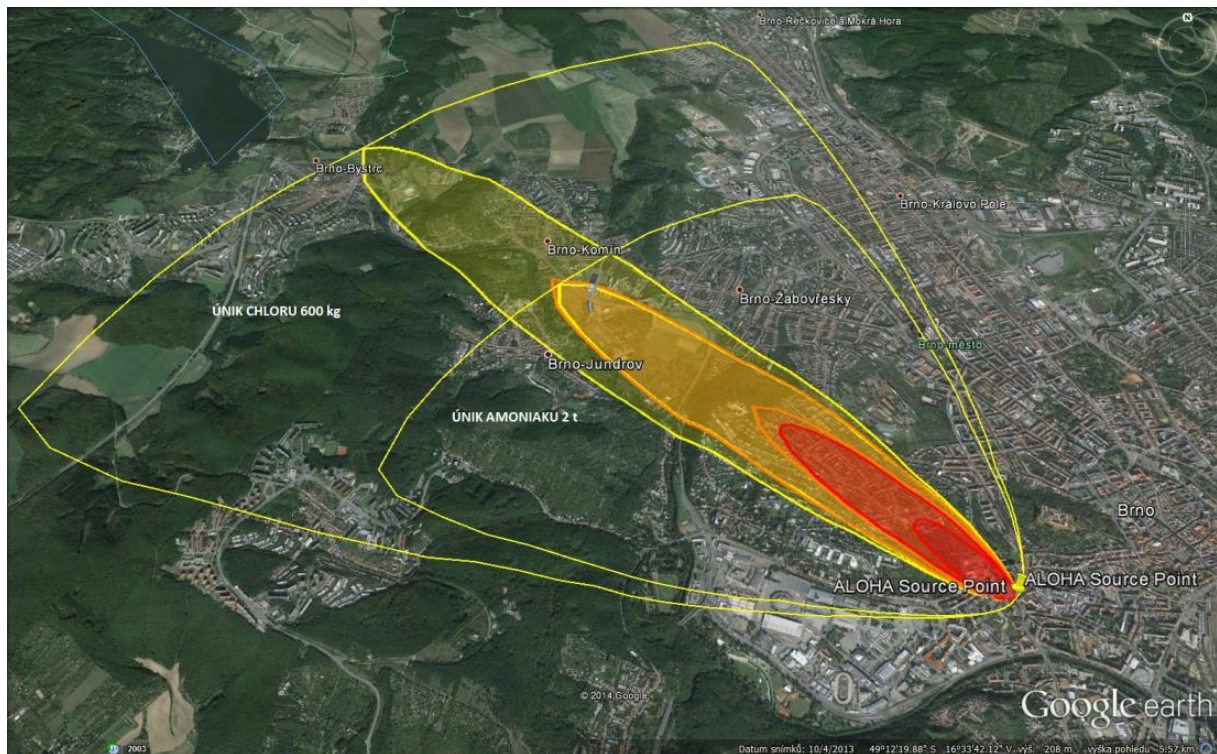 Brno-Řečkovice a Mokrá Hora
N
Brno-Bystrc
Brno-Královo Pole
Brno-Komín
Brno-Žabovřesky
ÚNIK CHLORU 600 kg
Brno-město
Brno-Jundrov
ÚNIK AMONIAKU 2 t
Brno
ALOHA Source Point
ALOHA Source Point
© 2014 Google
Google earth
2003
Datum snímků: 10/4/2013 49°12'19.88" S 16°33'42.12" V výš. 208 m výška pohledu 5.57 km